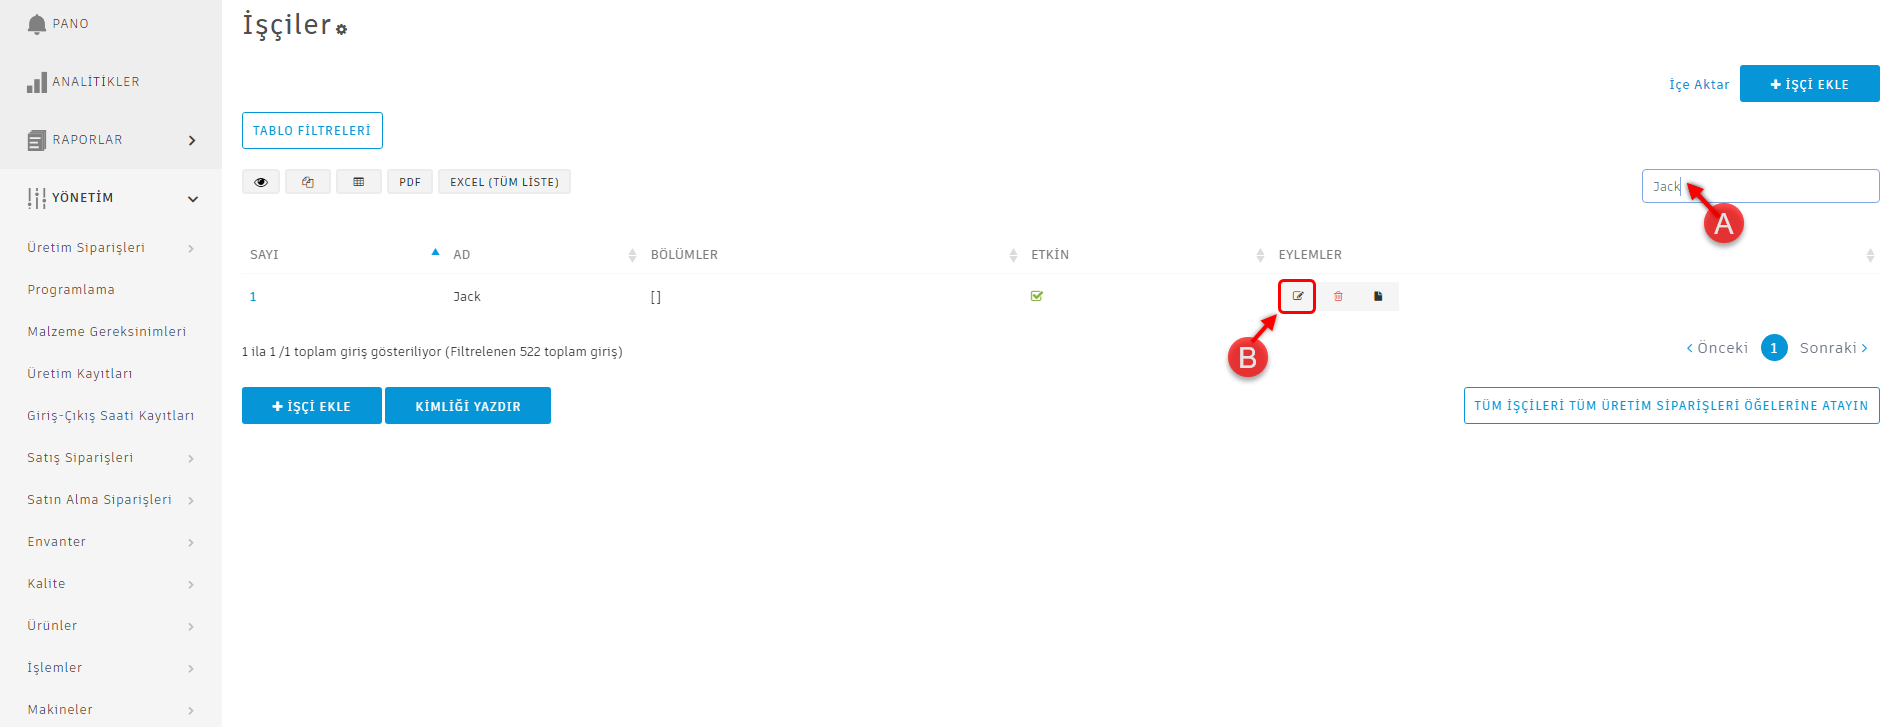 PANO
ANALİTİKLER
RAPORLAR
YÖNETİM
Üretim Siparişleri
Programlama
Malzeme Gereksinimleri
Üretim Kayıtları
Giriş-Çıkış Saati Kayıtları
Satış Siparişleri
Satın Alma Siparişleri
Envanter
Kalite
Ürünler
İşlemler
Makineler
İşçiler
İçe Aktar
İŞÇİ EKLE
TABLO FİLTRELERİ
PDF
EXCEL (TÜM LİSTE)
Jack
A
SAYI AD BÖLÜMLER ETKİN EYLEMLER
1 Jack []
B
1 ila 1 /1 toplam giriş gösteriliyor (Filtrelenen 522 toplam giriş)
Önceki 1 Sonraki
İŞÇİ EKLE
KİMLİĞİ YAZDIR
TÜM İŞÇİLERİ TÜM ÜRETİM SİPARİŞLERİ ÖĞELERİNE ATAYIN